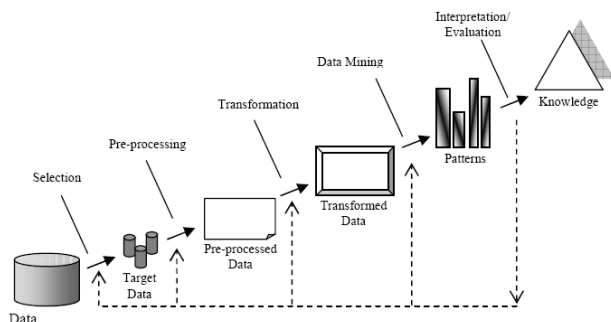 Interpretation/
Evaluation
Data Mining
Knowledge
Transformation
Patterns
Pre-processing
Transformed
Data
Selection
Pre-processed
Data
Target
Data
Data